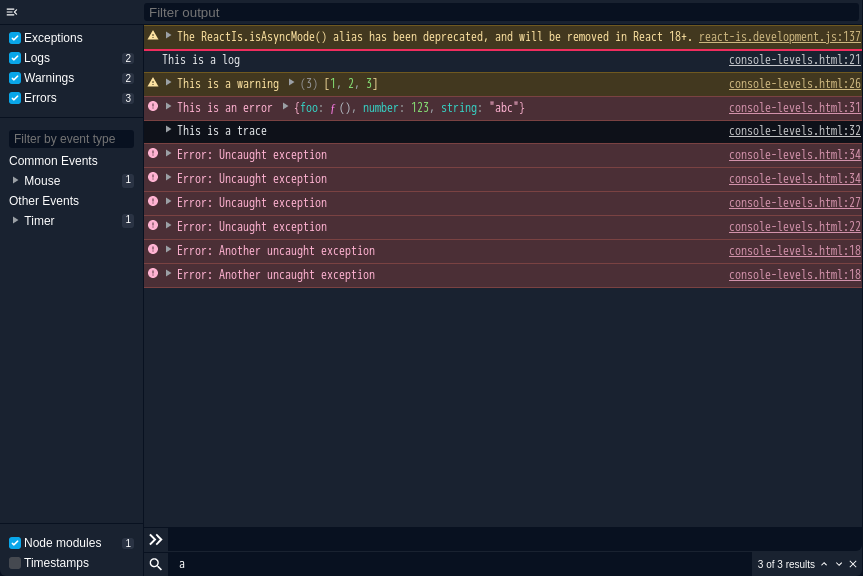 Filter output
Exceptions
Logs 2
Warnings 2
Errors 3
Filter by event type
Common Events
Mouse 1
Other Events
Timer 1
Node modules 1
Timestamps
The ReactIs.isAsyncMode() alias has been deprecated, and will be removed in React 18+. react-is.development.js:137
This is a log console-levels.html:21
This is a warning (3) [1, 2, 3] console-levels.html:26
This is an error {foo: ƒ (), number: 123, string: "abc"} console-levels.html:31
This is a trace console-levels.html:32
Error: Uncaught exception console-levels.html:34
Error: Uncaught exception console-levels.html:34
Error: Uncaught exception console-levels.html:27
Error: Uncaught exception console-levels.html:22
Error: Another uncaught exception console-levels.html:18
Error: Another uncaught exception console-levels.html:18
a
3 of 3 results